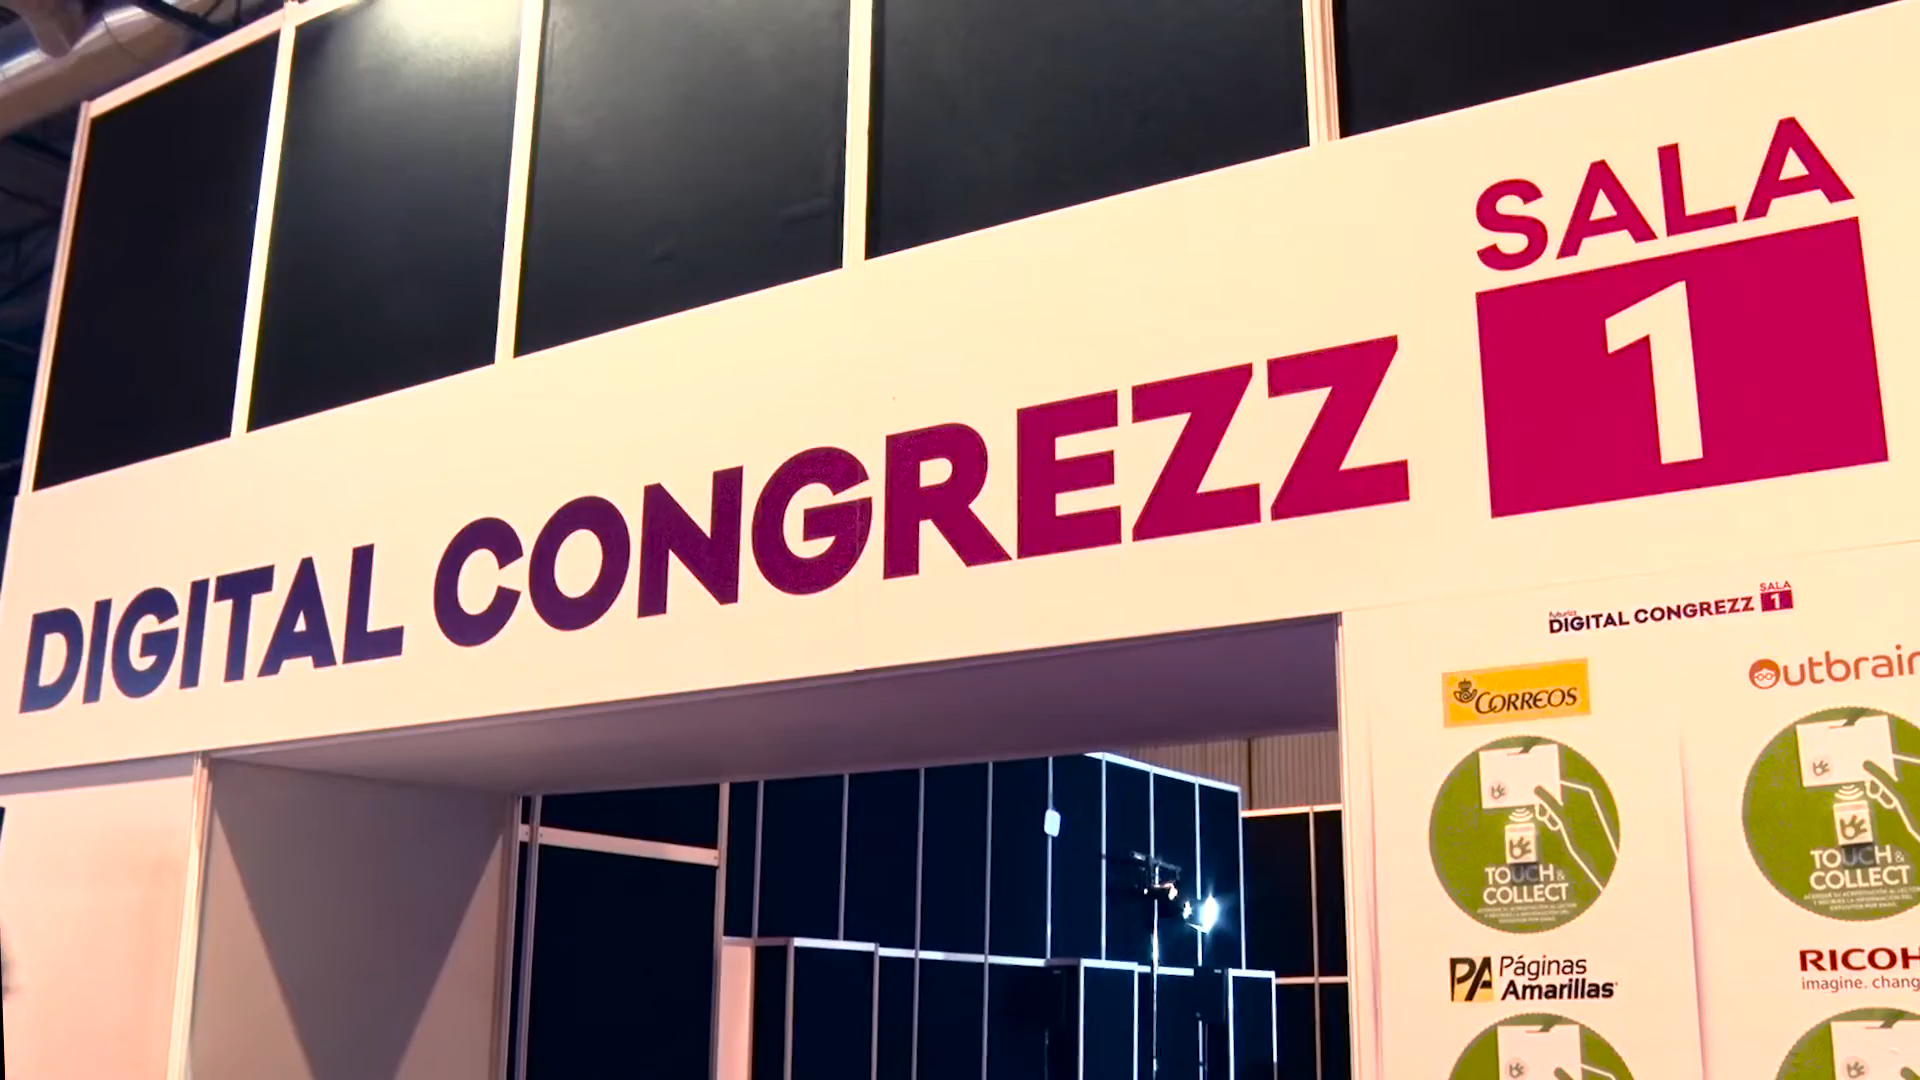 SALA
1
DIGITAL CONGREZZ
SALA
1
DIGITAL CONGREZZ
CORREOS
Outbrain
TOUCH &
COLLECT
TOUCH &
COLLECT
Páginas
Amarillas
RICOH
imagine. change